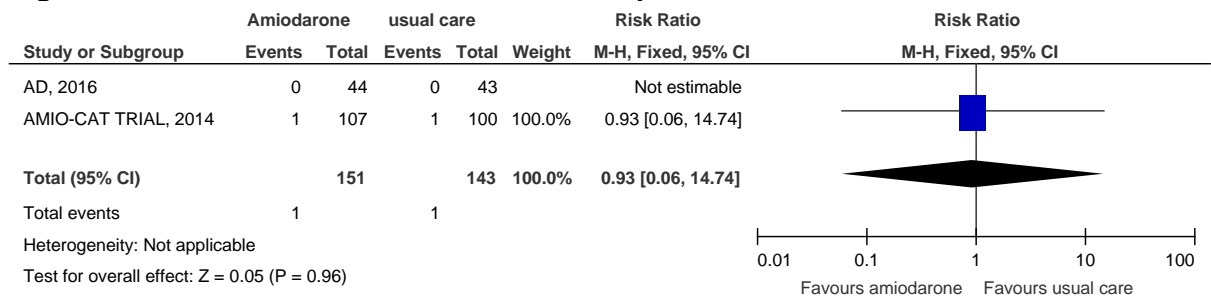 Amiodarone usual care Risk Ratio Risk Ratio
Study or Subgroup Events Total Events Total Weight M-H, Fixed, 95% CI M-H, Fixed, 95% CI
AD, 2016 0 44 0 43 Not estimable
AMIO-CAT TRIAL, 2014 1 107 1 100 100.0% 0.93 [0.06, 14.74]
Total (95% CI) 151 143 100.0% 0.93 [0.06, 14.74]
Total events 1 1
Heterogeneity: Not applicable
Test for overall effect: Z = 0.05 (P = 0.96)
0.01 0.1 1 10 100
Favours amiodarone Favours usual care